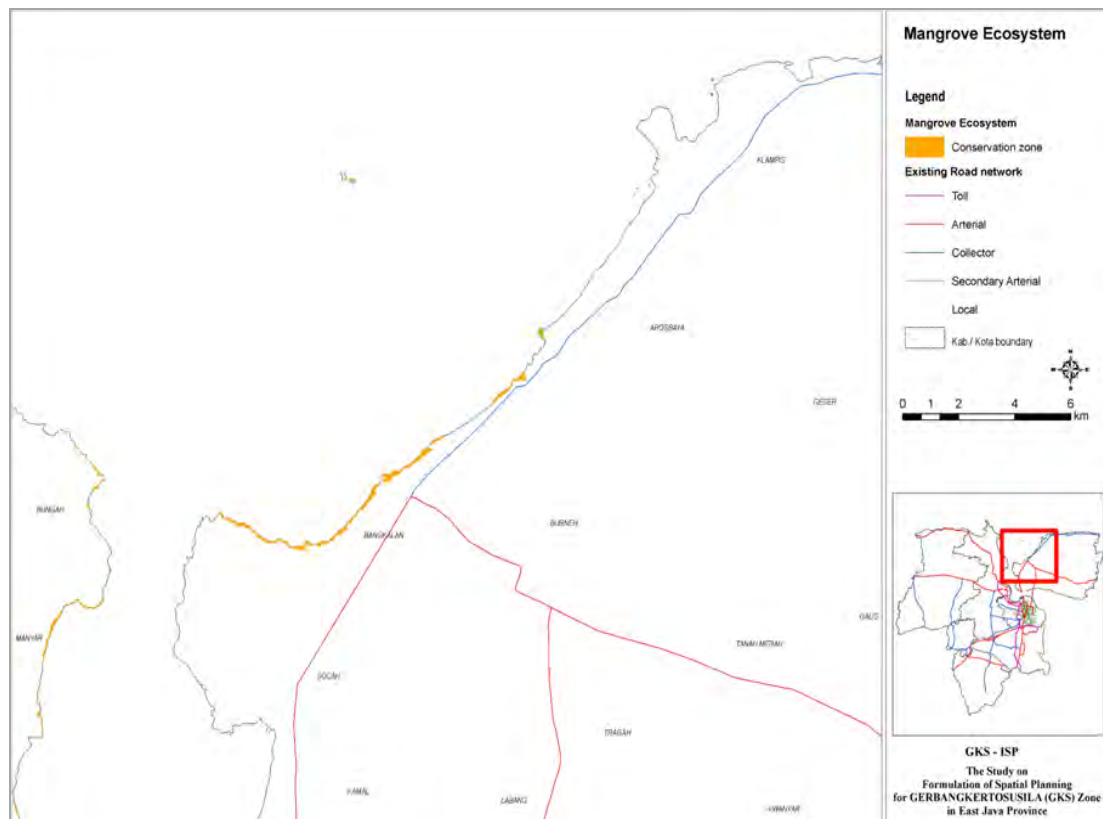 Mangrove Ecosystem
Legend
Mangrove Ecosystem
Conservation zone
Existing Road network
Toll
Arterial
Collector
Secondary Arterial
Local
Kab./ Kota boundary
0 1 2 4 6
km
KLAMPIS
AROSBAYA
GEGER
BUNGAH
BANGKALAN
BURNEH
MANYAR
GALIS
TANAH MERAH
SOCAH
TRAGAH
KAMAL
LABANG
GKS - ISP
The Study on
Formulation of Spatial Planning
for GERBANGKERTOSUSILA (GKS) Zone
in East Java Province